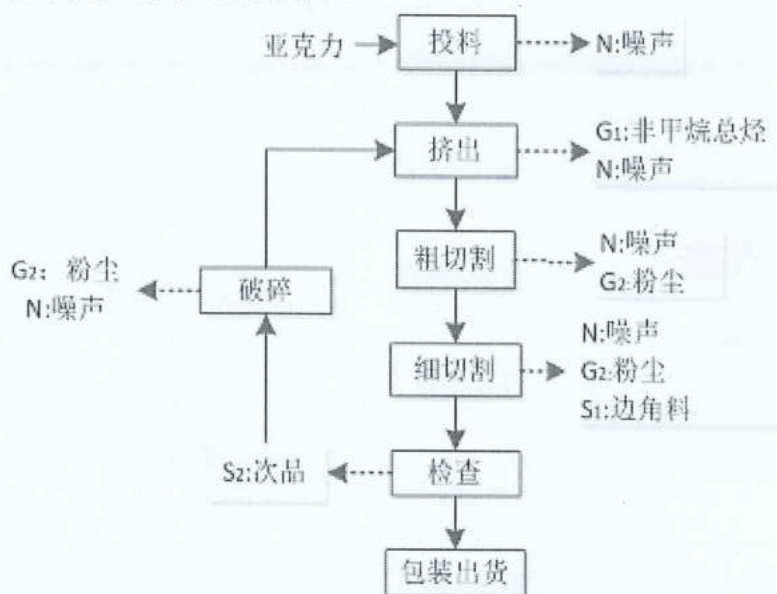 亚克力
投料
N:噪声
挤出
G1:非甲烷总烃
N:噪声
粗切割
N:噪声
G2:粉尘
G2: 粉尘
N:噪声
破碎
细切割
N:噪声
G2:粉尘
S1:边角料
S2:次品
检查
包装出货